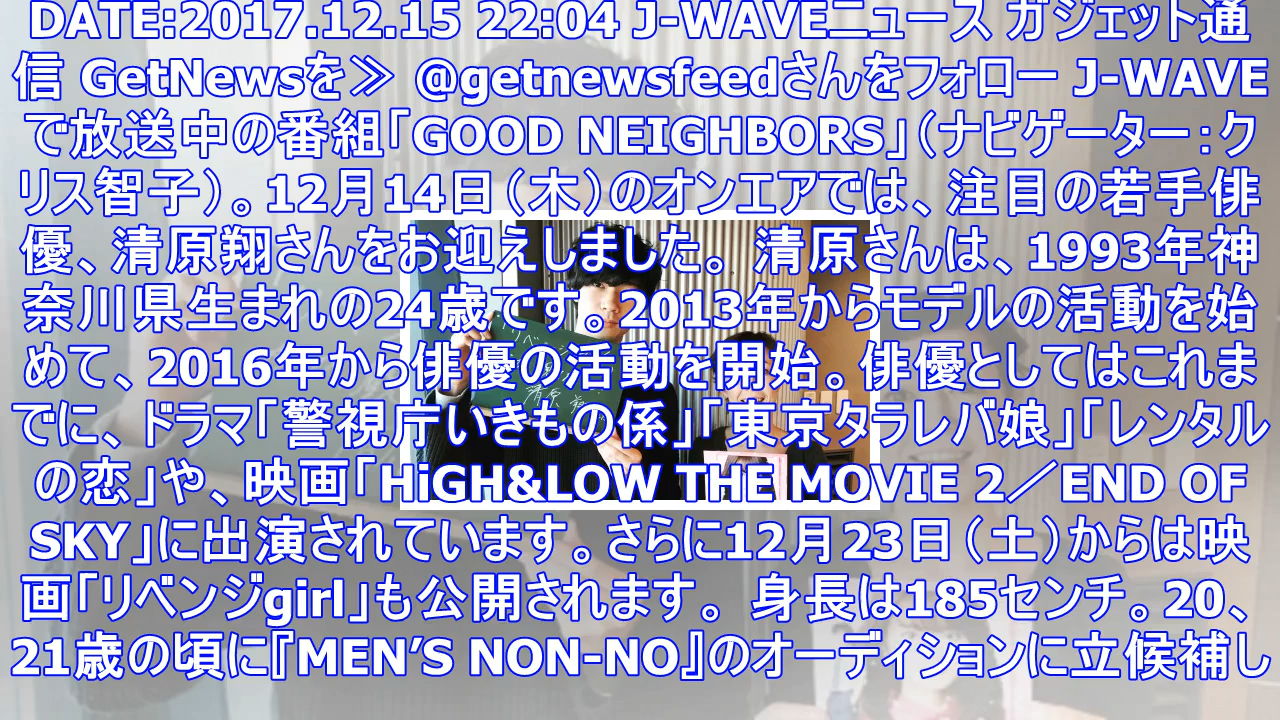 DATE:2017.12.15 22:04 J-WAVEニュース ガジェット通
信 GetNewsを≫ @getnewsfeedさんをフォロー J-WAVE
で放送中の番組「GOOD NEIGHBORS」（ナビゲーター：ク
リス智子）。12月14日（木）のオンエアでは、注目の若手俳
優、清原翔さんをお迎えしました。 清原さんは、1993年神
奈川県生まれの24歳です。2013年からモデルの活動を始
めて、2016年から俳優の活動を開始。俳優としてはこれま
でに、ドラマ「警視庁いきもの係」「東京タラレバ娘」「レンタル
の恋」や、映画「HiGH&LOW THE MOVIE 2／END OF
SKY」に出演されています。さらに12月23日（土）からは映
画「リベンジgirl」も公開されます。 身長は185センチ。20、
21歳の頃に『MEN’S NON-NO』のオーディションに立候補し
リベンジ
清原 翔